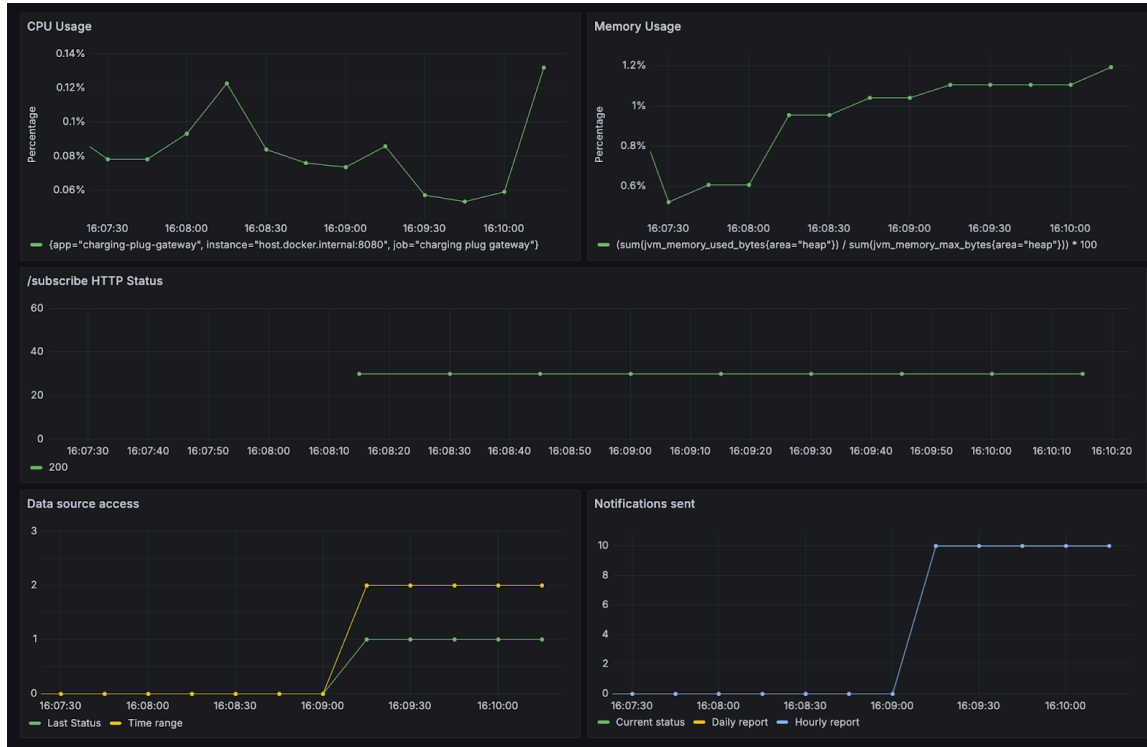 CPU Usage
0.14%
0.12%
0.1%
0.08%
0.06%
Percentage
16:07:30 16:08:00 16:08:30 16:09:00 16:09:30 16:10:00
{app="charging-plug-gateway", instance="host.docker.internal:8080", job="charging plug gateway"}
Memory Usage
1.2%
1%
0.8%
0.6%
Percentage
16:07:30 16:08:00 16:08:30 16:09:00 16:09:30 16:10:00
(sum(jvm_memory_used_bytes{area="heap"}) / sum(jvm_memory_max_bytes{area="heap"})) * 100
/subscribe HTTP Status
60
40
20
0
16:07:30 16:07:40 16:07:50 16:08:00 16:08:10 16:08:20 16:08:30 16:08:40 16:08:50 16:09:00 16:09:10 16:09:20 16:09:30 16:09:40 16:09:50 16:10:00 16:10:10 16:10:20
200
Data source access
3
2
1
0
16:07:30 16:08:00 16:08:30 16:09:00 16:09:30 16:10:00
Last Status Time range
Notifications sent
10
8
6
4
2
0
16:07:30 16:08:00 16:08:30 16:09:00 16:09:30 16:10:00
Current status Daily report Hourly report